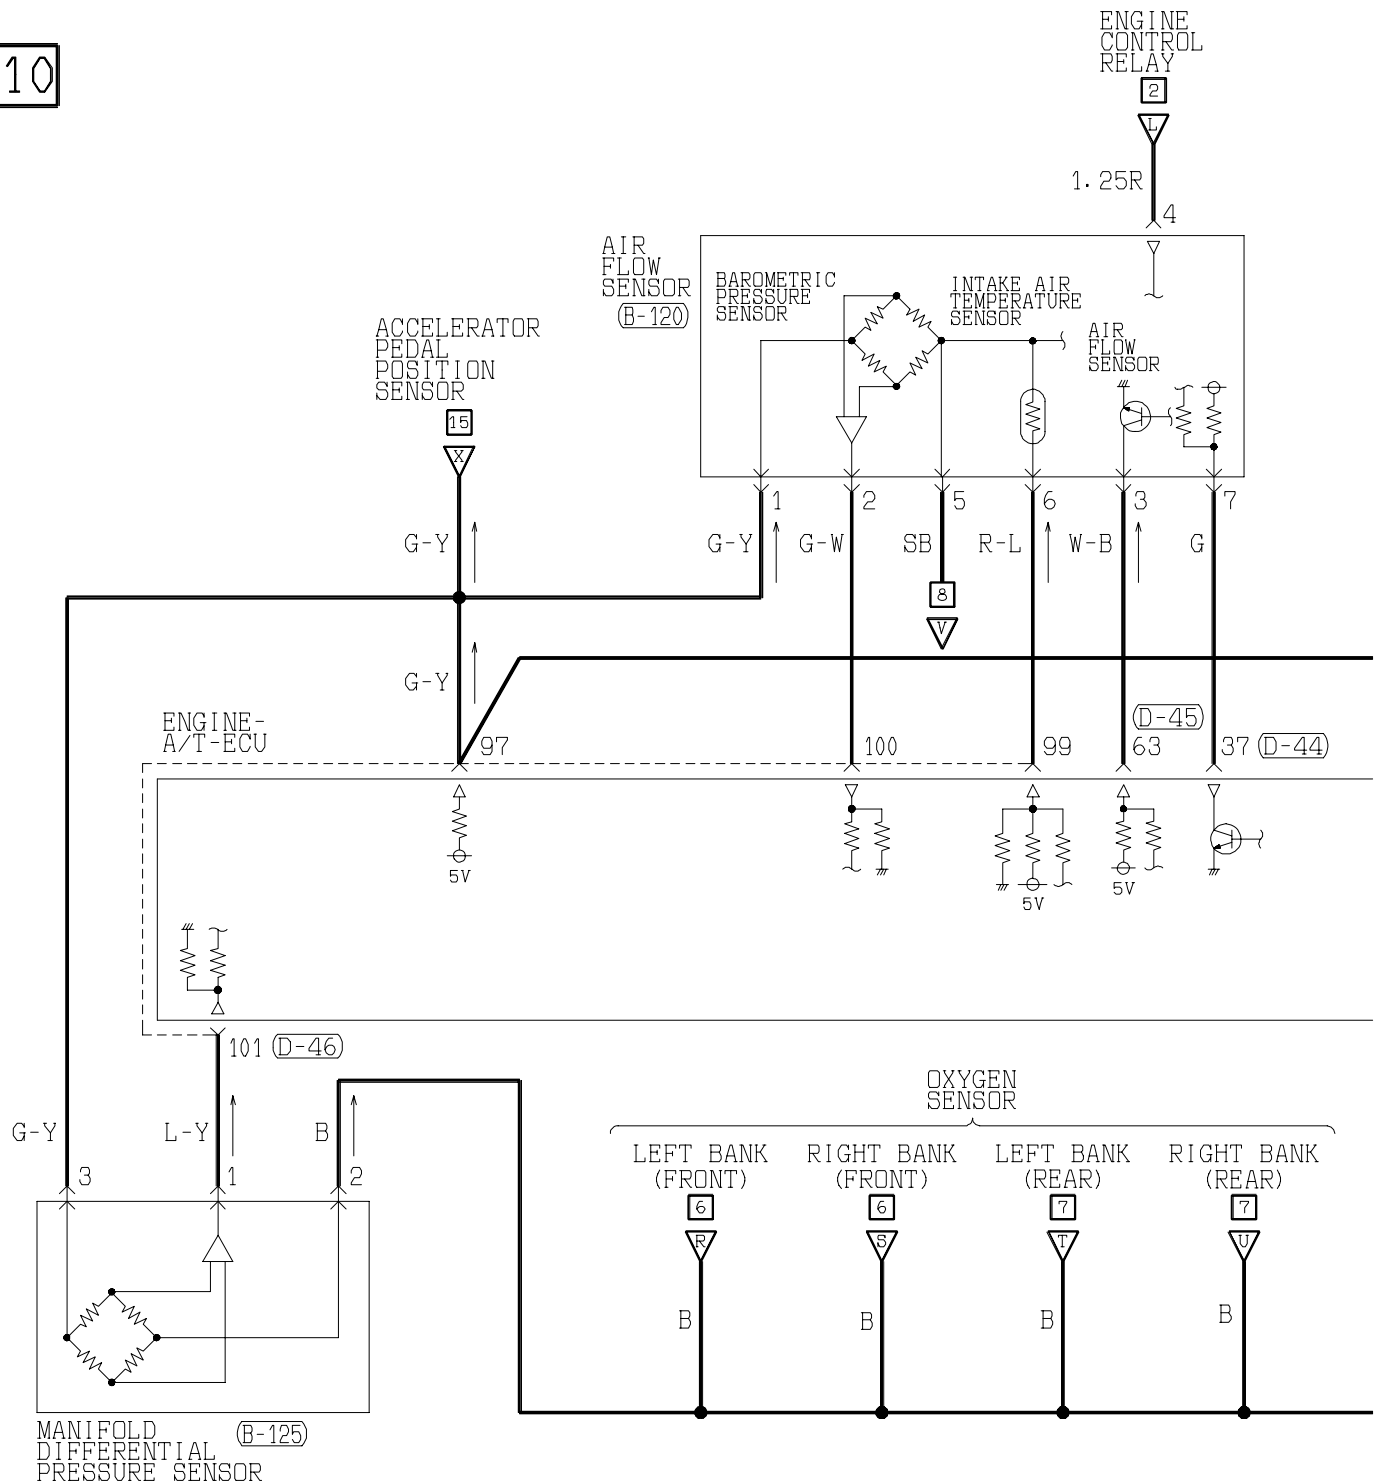 10
ENGINE
CONTROL
RELAY
2
L
1.25R
4
AIR
FLOW
SENSOR
(B-120)
BAROMETRIC
PRESSURE
SENSOR
INTAKE AIR
TEMPERATURE
SENSOR
AIR
FLOW
SENSOR
ACCELERATOR
PEDAL
POSITION
SENSOR
15
X
1 2 5 6 3 7
G-Y G-Y G-W SB R-L W-B G
8
V
G-Y
ENGINE-
A/T-ECU
(D-45)
97 100 99 63 37 (D-44)
5V 5V 5V
101 (D-46)
OXYGEN
SENSOR
G-Y L-Y B
LEFT BANK
(FRONT)
RIGHT BANK
(FRONT)
LEFT BANK
(REAR)
RIGHT BANK
(REAR)
3 1 2
6 6 7 7
R S T U
B B B B
MANIFOLD
DIFFERENTIAL
PRESSURE SENSOR
(B-125)